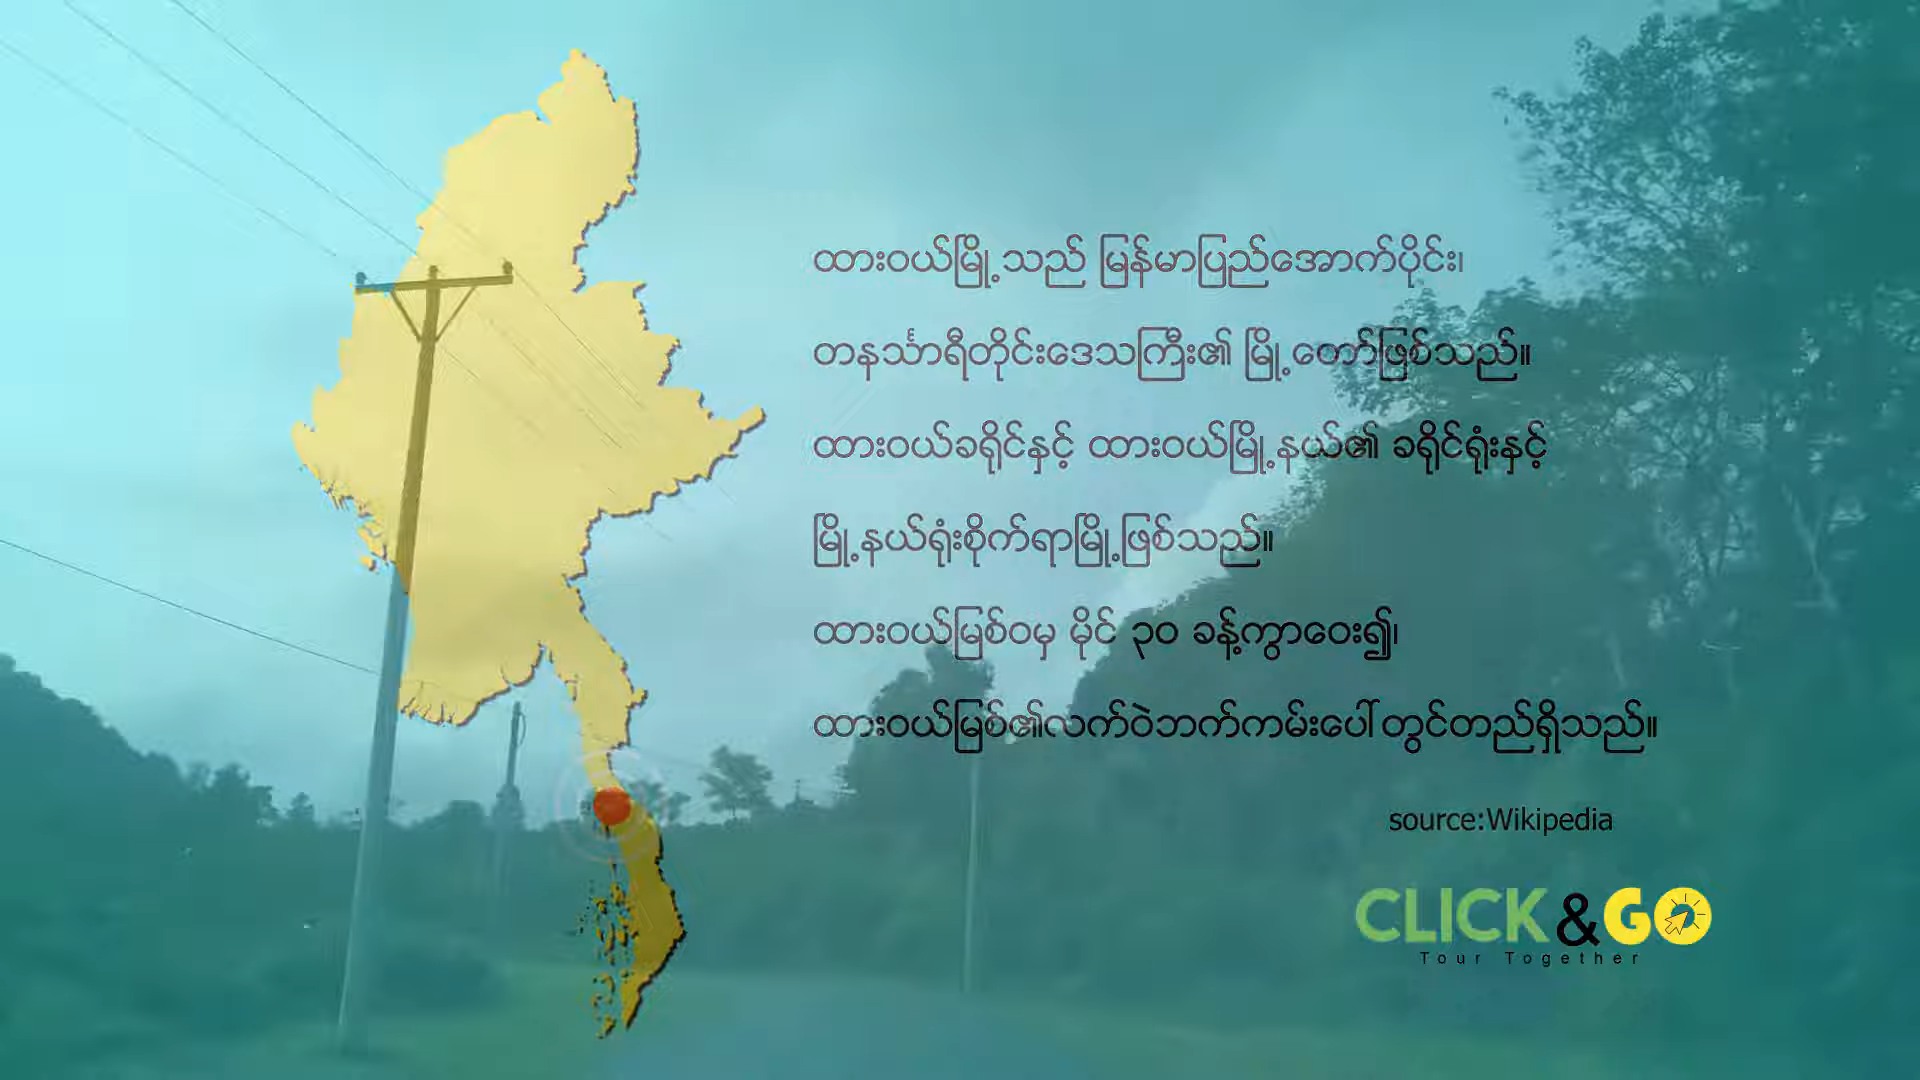 ထားဝယ်မြို့သည် မြန်မာပြည်အောက်ပိုင်း၊
တနင်္သာရီတိုင်းဒေသကြီး၏ မြို့တော်ဖြစ်သည်။
ထားဝယ်ခရိုင်နှင့် ထားဝယ်မြို့နယ်၏ ခရိုင်ရုံးနှင့်
မြို့နယ်ရုံးစိုက်ရာမြို့ဖြစ်သည်။
ထားဝယ်မြစ်ဝမှ မိုင် ၃၀ ခန့်ကွာဝေး၍၊
ထားဝယ်မြစ်၏လက်ဝဲဘက်ကမ်းပေါ်တွင်တည်ရှိသည်။
source:Wikipedia
CLICK&GO
Tour Together